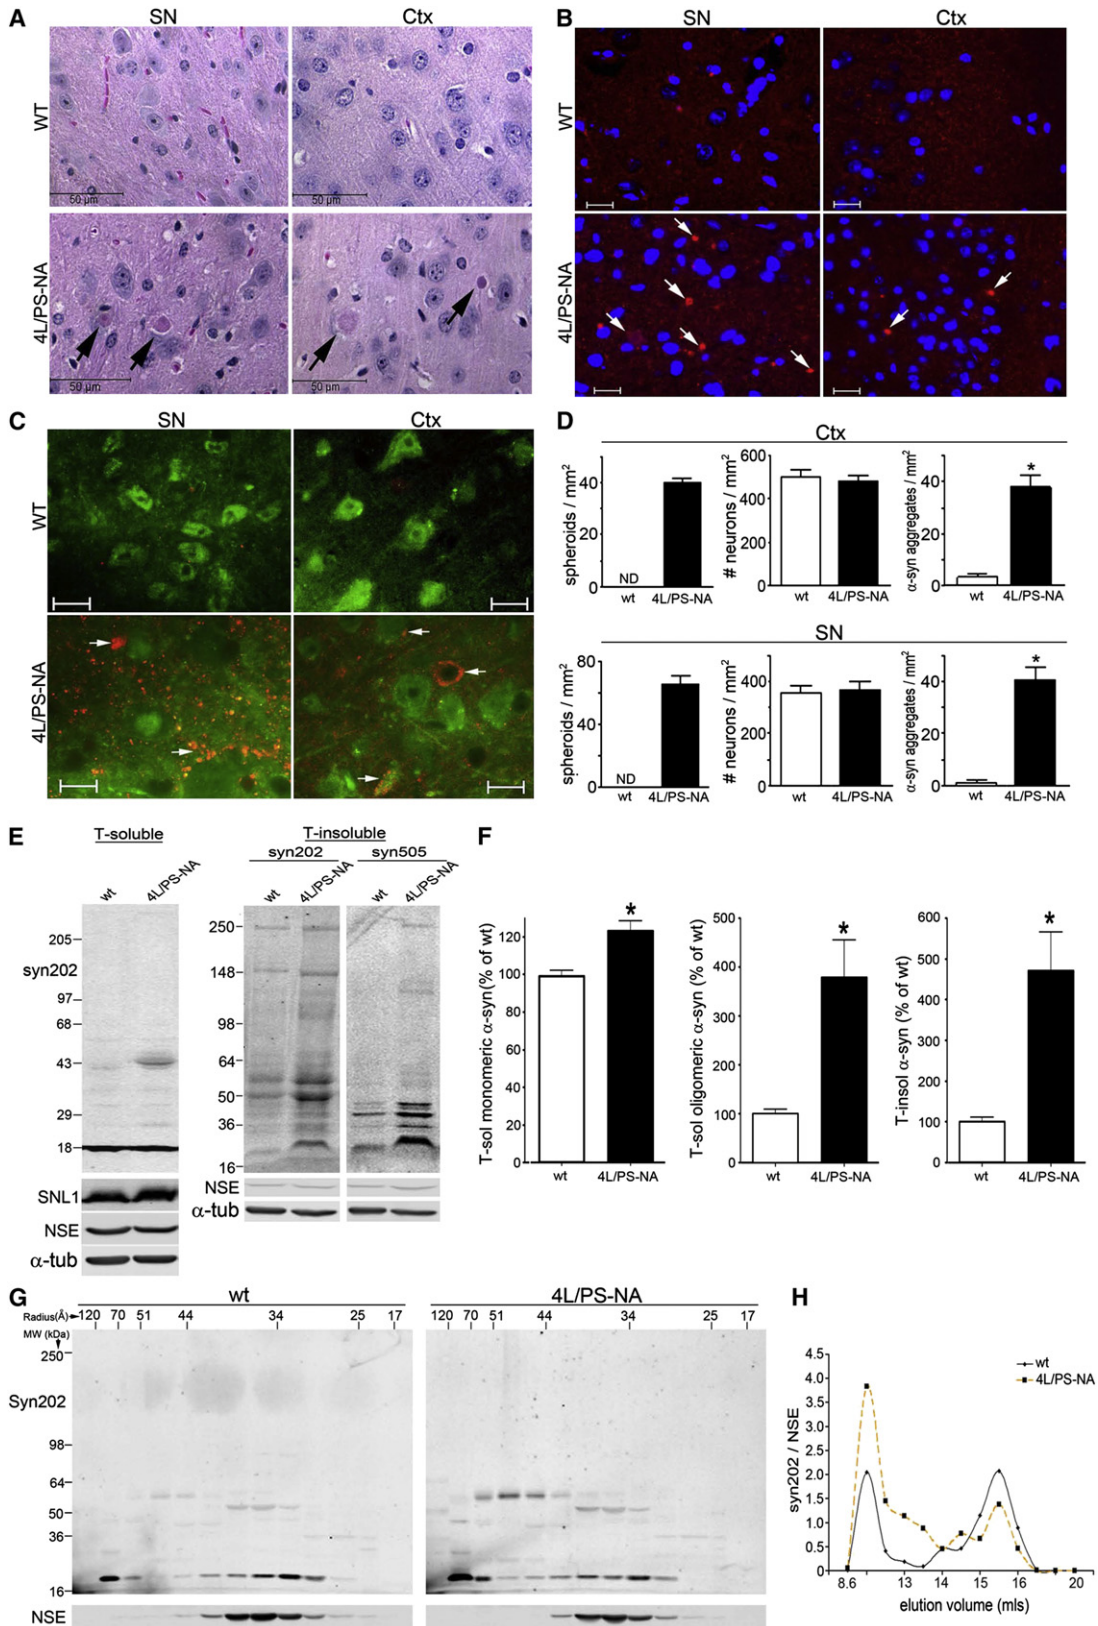 A
SN
Ctx
WT
50 µm
50 µm
4L/PS-NA
50 µm
50 µm
B
SN
Ctx
WT
4L/PS-NA
C
SN
Ctx
WT
4L/PS-NA
D
Ctx
spheroids / mm²
40
20
0
ND
wt
4L/PS-NA
# neurons / mm²
600
400
200
0
wt
4L/PS-NA
α-syn aggregates / mm²
40
20
0
*
wt
4L/PS-NA
SN
spheroids / mm²
80
40
0
ND
wt
4L/PS-NA
# neurons / mm²
400
200
0
wt
4L/PS-NA
α-syn aggregates / mm²
40
20
0
*
wt
4L/PS-NA
E
T-soluble
wt
4L/PS-NA
205
syn202
97
68
43
29
18
SNL1
NSE
α-tub
T-insoluble
syn202
syn505
wt
4L/PS-NA
wt
4L/PS-NA
250
148
98
64
50
36
16
NSE
α-tub
F
T-sol monomeric α-syn(% of wt)
120
100
80
60
40
20
0
*
wt
4L/PS-NA
T-sol oligomeric α-syn (% of wt)
500
400
300
200
100
0
*
wt
4L/PS-NA
T-insol α-syn (% of wt)
600
500
400
300
200
100
0
*
wt
4L/PS-NA
G
wt
Radius(Å) 120 70 51 44 34 25 17
MW (kDa)
250
Syn202
98
64
50
36
16
NSE
4L/PS-NA
120 70 51 44 34 25 17
H
wt
4L/PS-NA
syn202 / NSE
4.5
4.0
3.5
3.0
2.5
2.0
1.5
1.0
0.5
0
8.6 13 14 15 16 20
elution volume (mls)